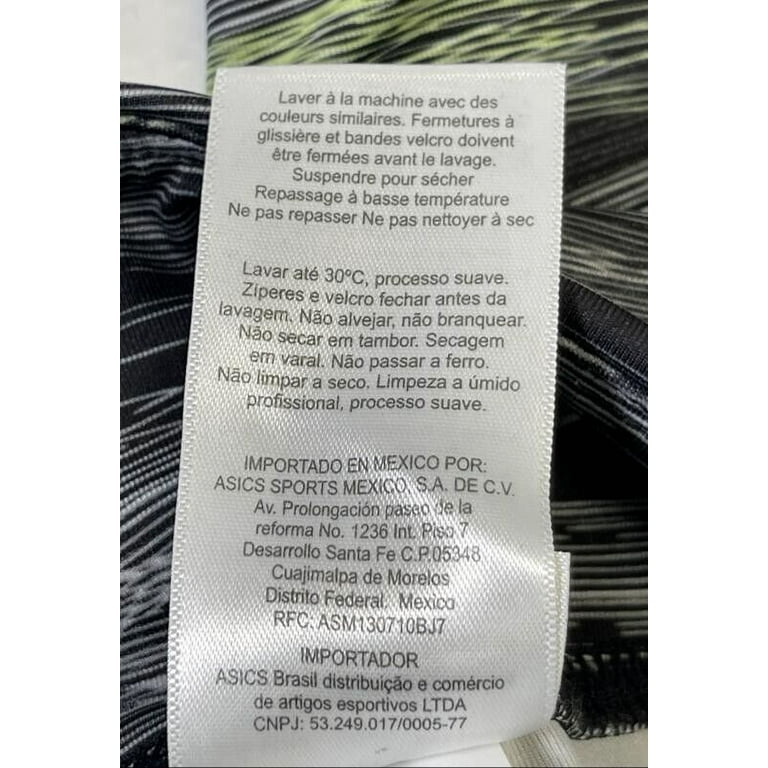 Laver à la machine avec des
couleurs similaires. Fermetures à
glissière et bandes velcro doivent
être fermées avant le lavage.
Suspendre pour sécher
Repassage à basse température
Ne pas repasser Ne pas nettoyer à sec
Lavar até 30ºC, processo suave.
Ziperes e velcro fechar antes da
lavagem. Não alvejar, não branquear.
Não secar em tambor. Secagem
em varal. Não passar a ferro.
Não limpar a seco. Limpeza a úmido
profissional, processo suave.
IMPORTADO EN MEXICO POR:
ASICS SPORTS MEXICO, S.A. DE C.V.
Av. Prolongación paseo de la
reforma No. 1236 Int. Piso 7
Desarrollo Santa Fe C.P.05348
Cuajimalpa de Morelos
Distrito Federal. Mexico
RFC: ASM130710BJ7
IMPORTADOR
ASICS Brasil distribuição e comércio
de artigos esportivos LTDA
CNPJ: 53.249.017/0005-77